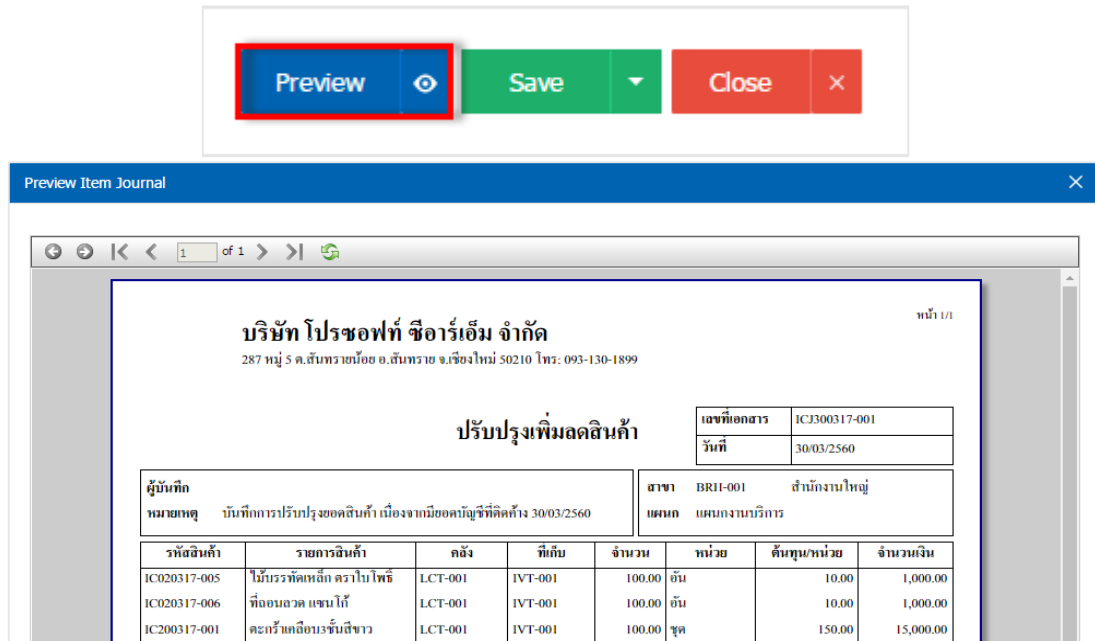 Preview Save Close
Preview Item Journal
1 of 1
หน้า 1/1
บริษัท โปรซอฟท์ ซีอาร์เอ็ม จำกัด
287 หมู่ 5 ต.สันทรายน้อย อ.สันทราย จ.เชียงใหม่ 50210 โทร: 093-130-1899
ปรับปรุงเพิ่มลดสินค้า
เลขที่เอกสาร ICJ300317-001
วันที่ 30/03/2560
ผู้บันทึก
หมายเหตุ บันทึกการปรับปรุงยอดสินค้า เนื่องจากมียอดบัญชีที่ติดค้าง 30/03/2560
สาขา BRH-001 สำนักงานใหญ่
แผนก แผนกงานบริการ
รหัสสินค้า รายการสินค้า คลัง ที่เก็บ จำนวน หน่วย ต้นทุน/หน่วย จำนวนเงิน
IC020317-005 ไม้บรรทัดเหล็ก ตราใบโพธิ์ LCT-001 IVT-001 100.00 อัน 10.00 1,000.00
IC020317-006 ที่ถอนลวด แซนโก้ LCT-001 IVT-001 100.00 อัน 10.00 1,000.00
IC200317-001 ตะกร้าเคลือบ3ชั้นสีขาว LCT-001 IVT-001 100.00 ชุด 150.00 15,000.00